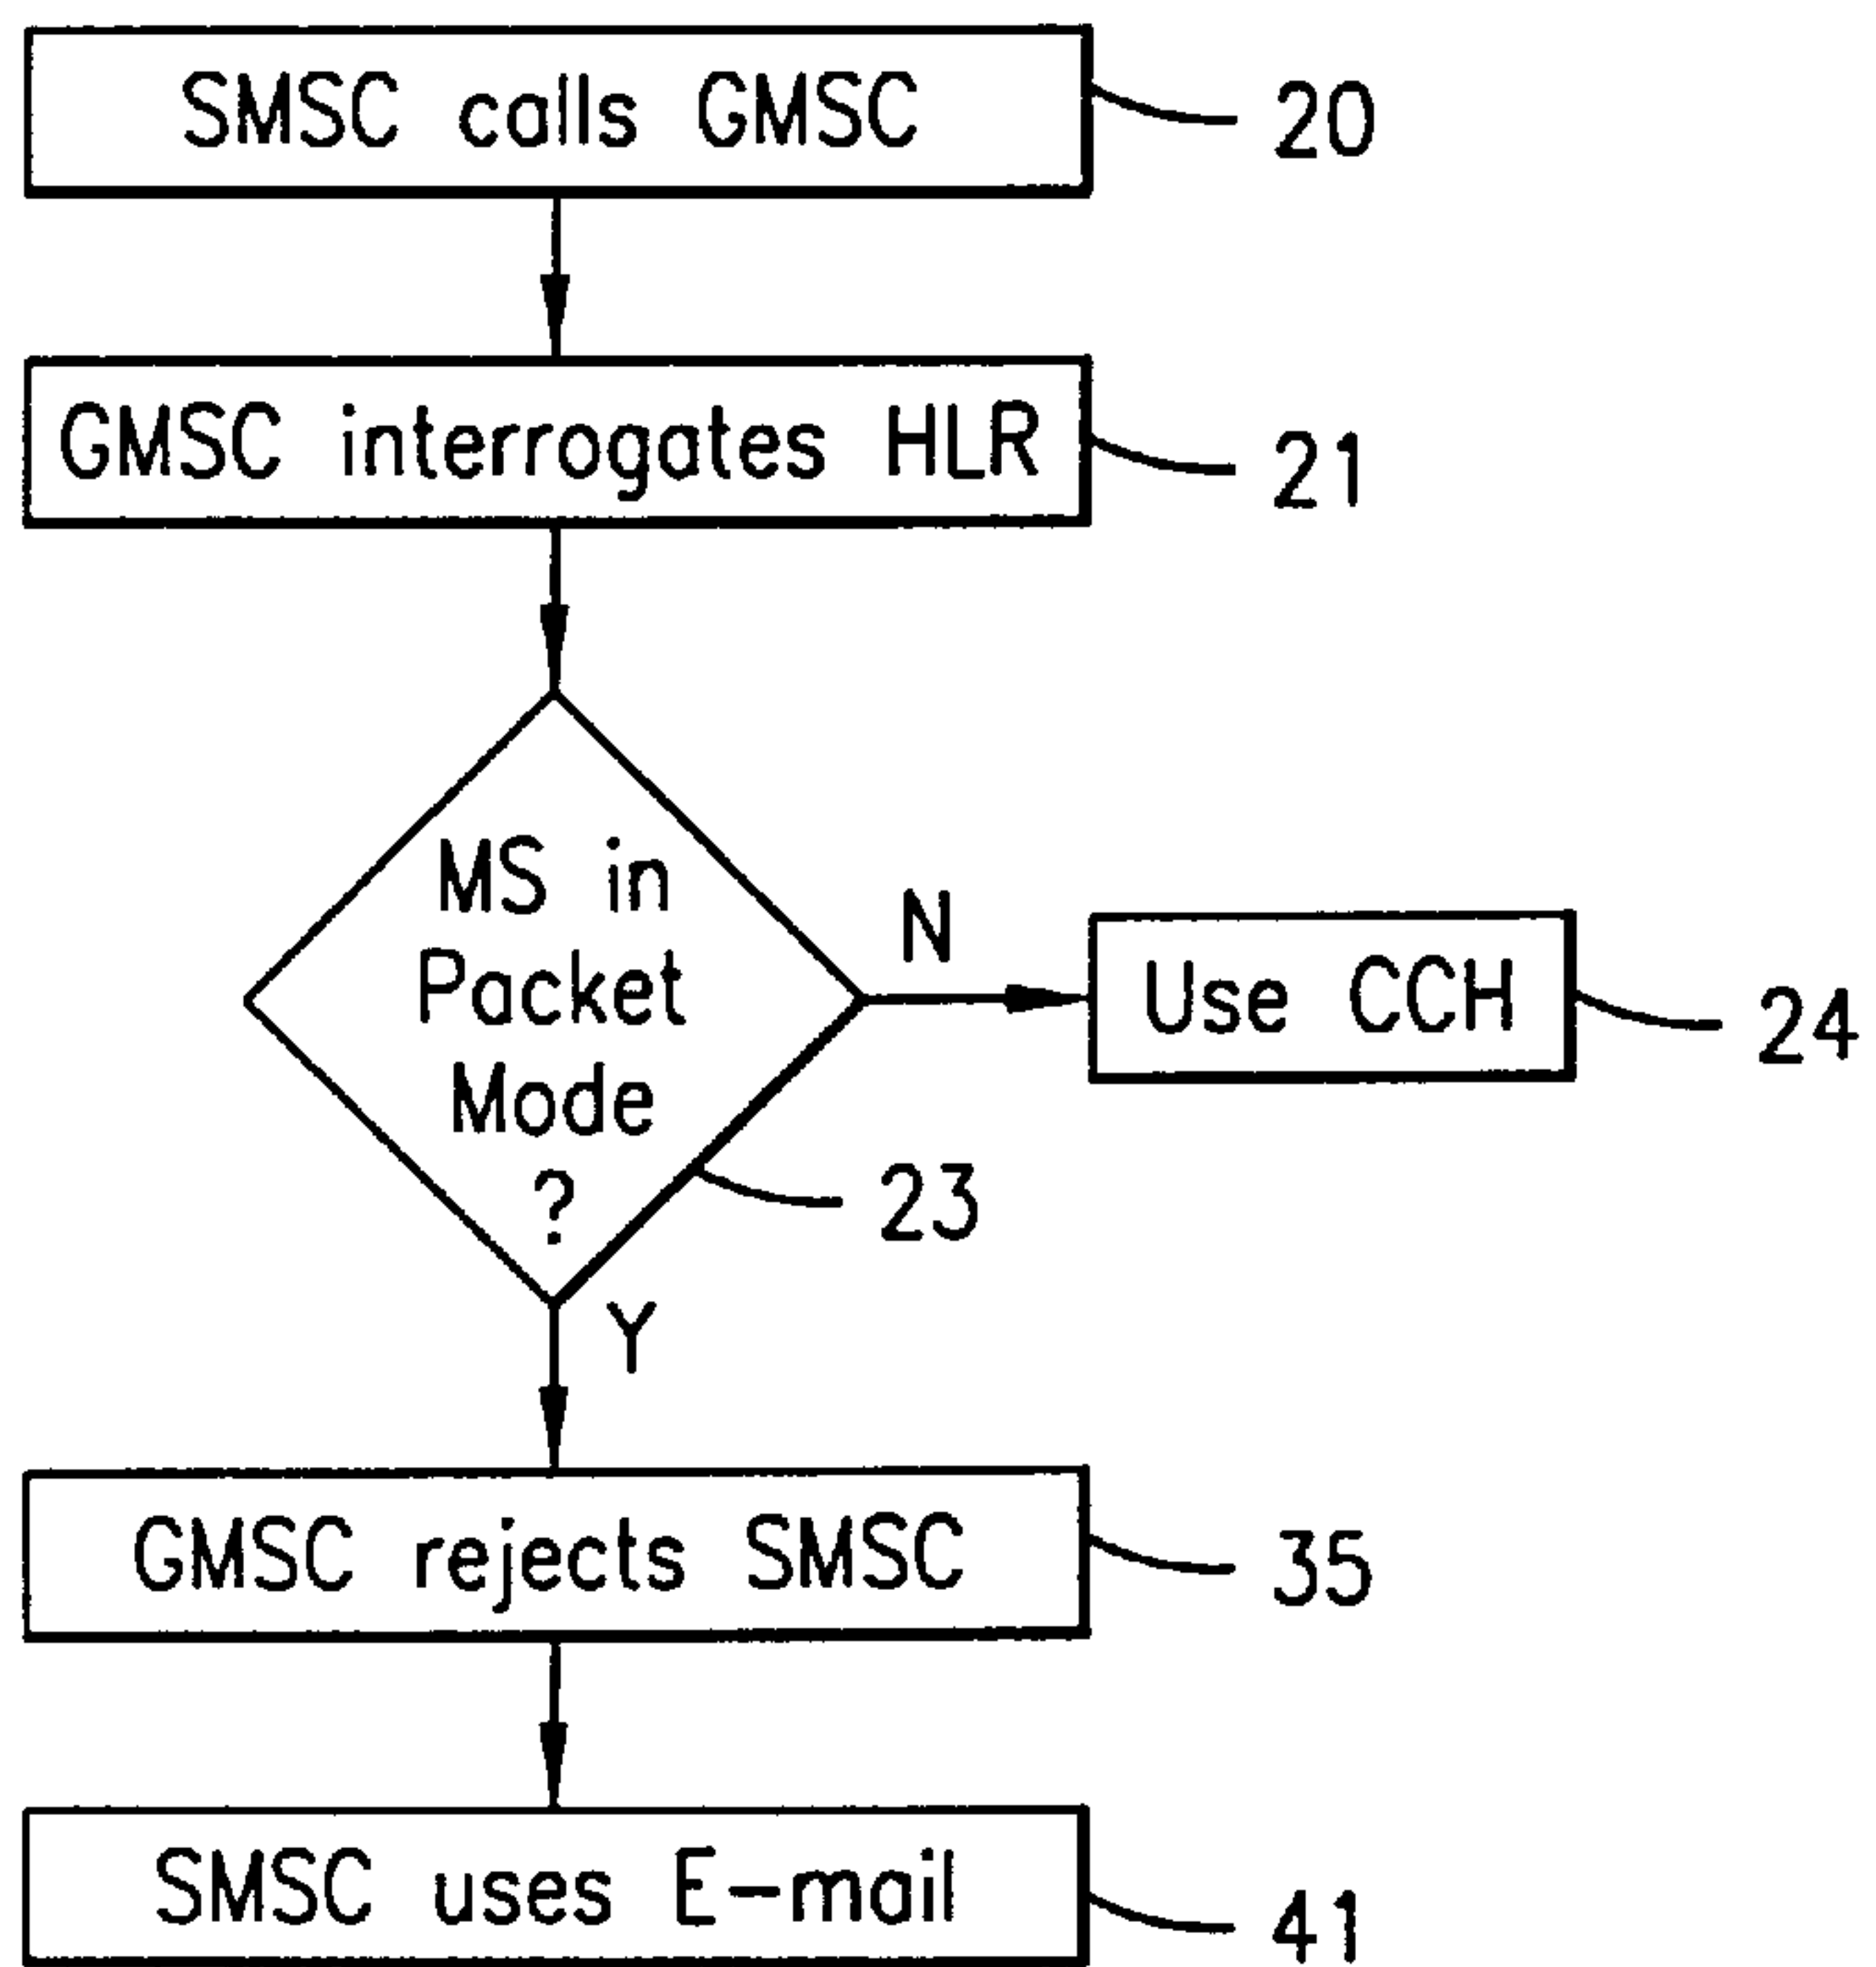 SMSC calls GMSC
20
GMSC interrogates HLR
21
MS in
Packet
Mode
?
N
Use CCH
24
23
Y
GMSC rejects SMSC
35
SMSC uses E-mail
41